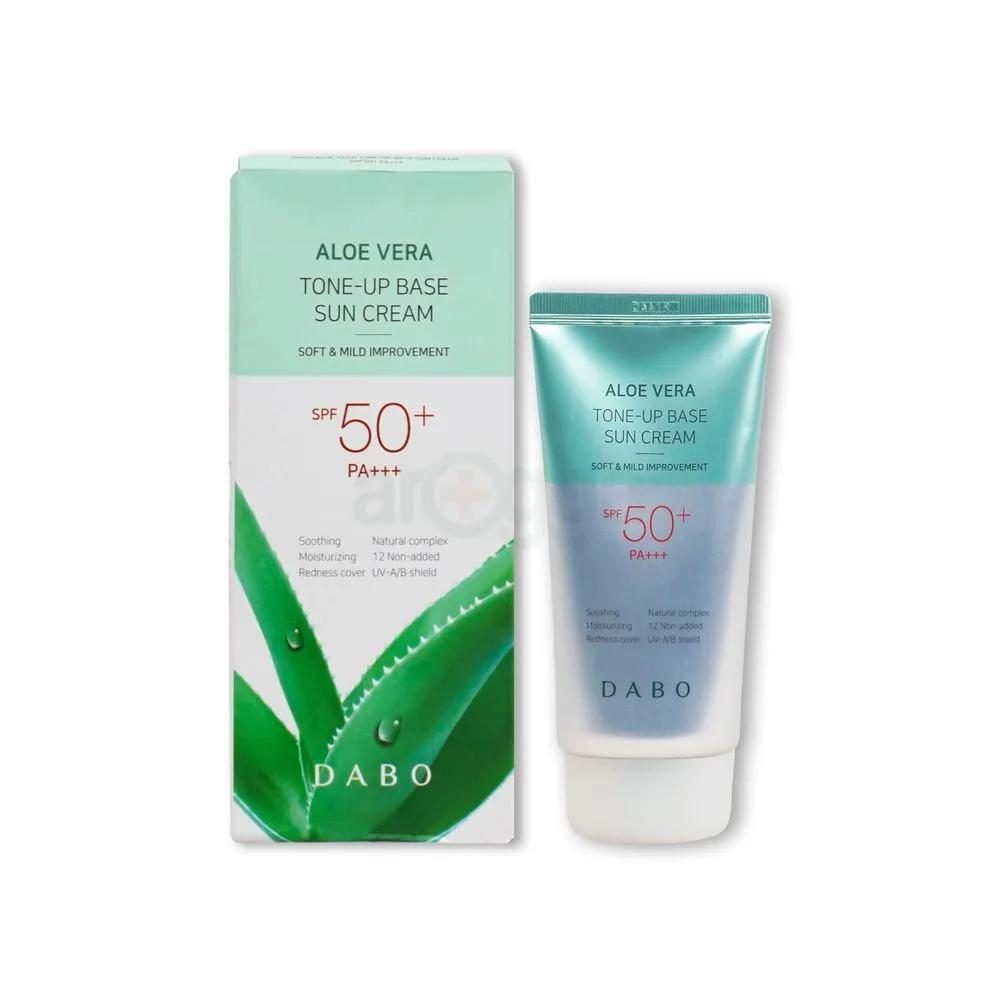 ALOE VERA
TONE-UP BASE
SUN CREAM
SOFT & MILD IMPROVEMENT
SPF 50+
PA+++
Soothing Natural complex
Moisturizing 12 Non-added
Redness cover UV-A/B shield
DABO
ALOE VERA
TONE-UP BASE
SUN CREAM
SOFT & MILD IMPROVEMENT
SPF 50+
PA+++
Soothing Natural complex
Moisturizing 12 Non-added
Redness cover UV-A/B shield
DABO